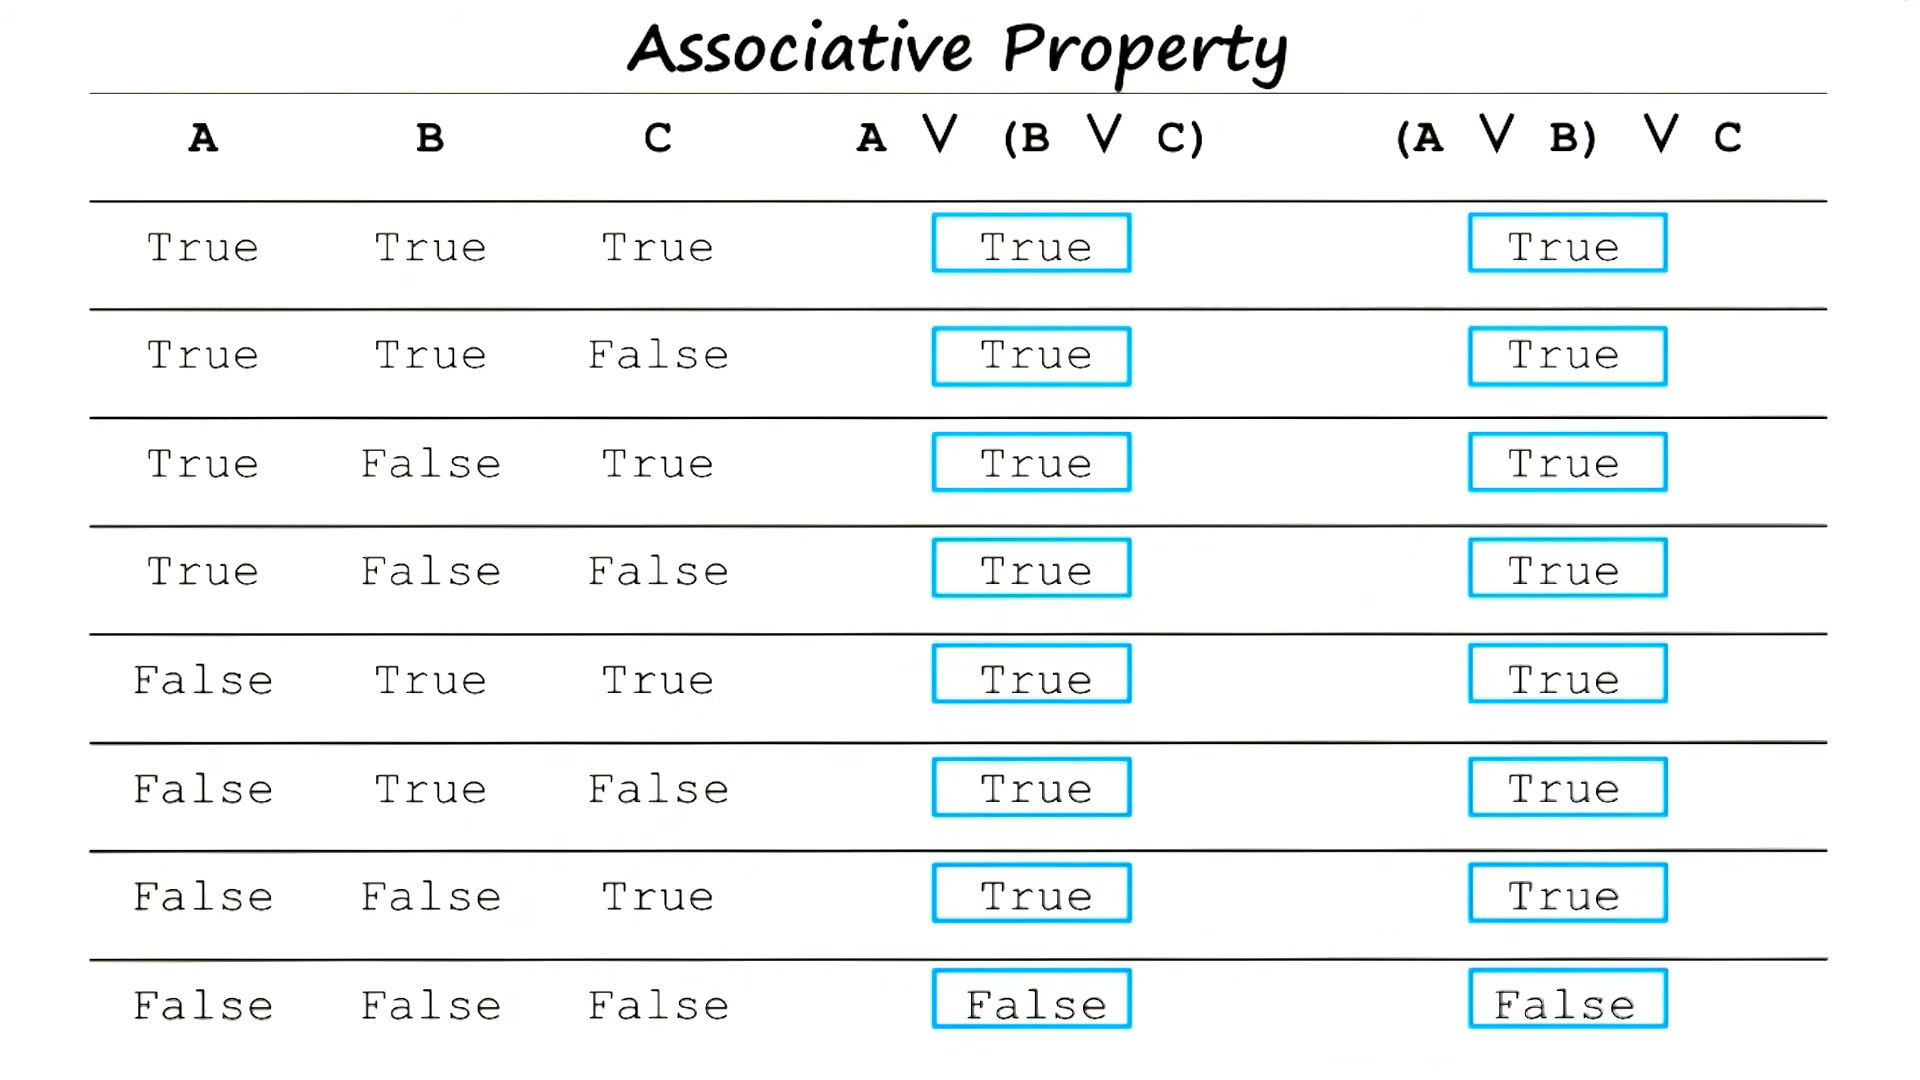 Associative Property
A B C A ∨ (B ∨ C) (A ∨ B) ∨ C
True True True True True
True True False True True
True False True True True
True False False True True
False True True True True
False True False True True
False False True True True
False False False False False